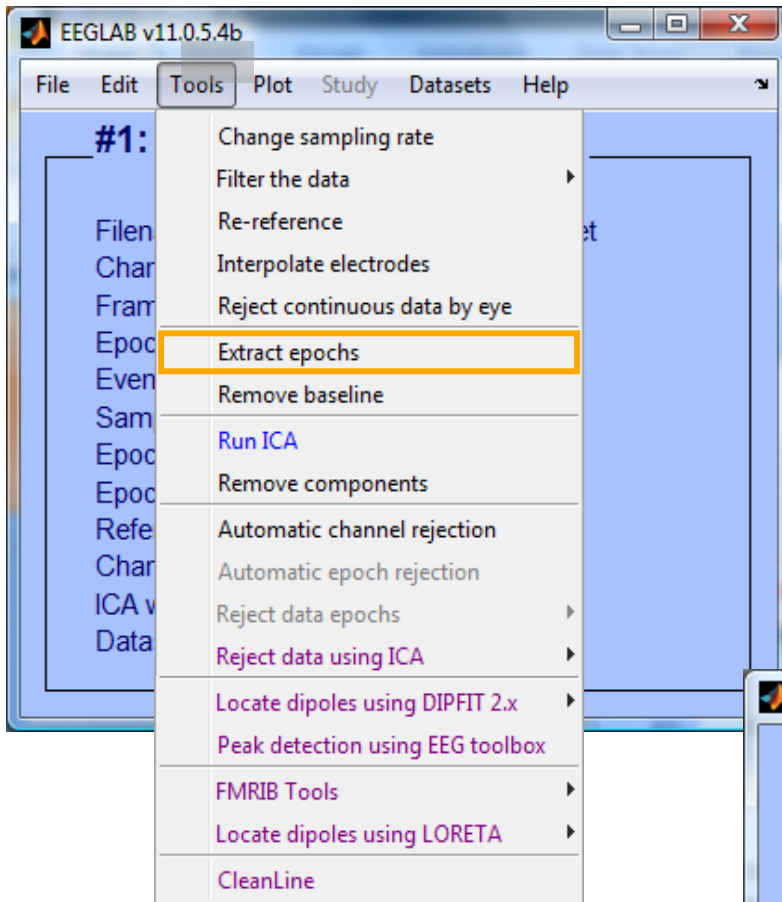 EEGLAB v11.0.5.4b
File Edit Tools Plot Study Datasets Help
#1:
Change sampling rate
Filter the data
Re-reference
Interpolate electrodes
Reject continuous data by eye
Extract epochs
Remove baseline
Run ICA
Remove components
Automatic channel rejection
Automatic epoch rejection
Reject data epochs
Reject data using ICA
Locate dipoles using DIPFIT 2.x
Peak detection using EEG toolbox
FMRIB Tools
Locate dipoles using LORETA
CleanLine